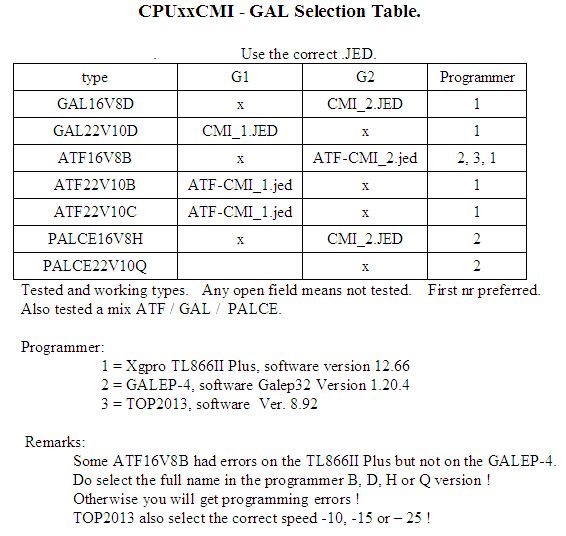 CPUxxCMI - GAL Selection Table.
. Use the correct .JED.
type G1 G2 Programmer
GAL16V8D x CMI_2.JED 1
GAL22V10D CMI_1.JED x 1
ATF16V8B x ATF-CMI_2.jed 2, 3, 1
ATF22V10B ATF-CMI_1.jed x 1
ATF22V10C ATF-CMI_1.jed x 1
PALCE16V8H x CMI_2.JED 2
PALCE22V10Q x 2
Tested and working types. Any open field means not tested. First nr preferred.
Also tested a mix ATF / GAL / PALCE.
Programmer:
1 = Xgpro TL866II Plus, software version 12.66
2 = GALEP-4, software Galep32 Version 1.20.4
3 = TOP2013, software Ver. 8.92
Remarks:
Some ATF16V8B had errors on the TL866II Plus but not on the GALEP-4.
Do select the full name in the programmer B, D, H or Q version !
Otherwise you will get programming errors !
TOP2013 also select the correct speed -10, -15 or – 25 !